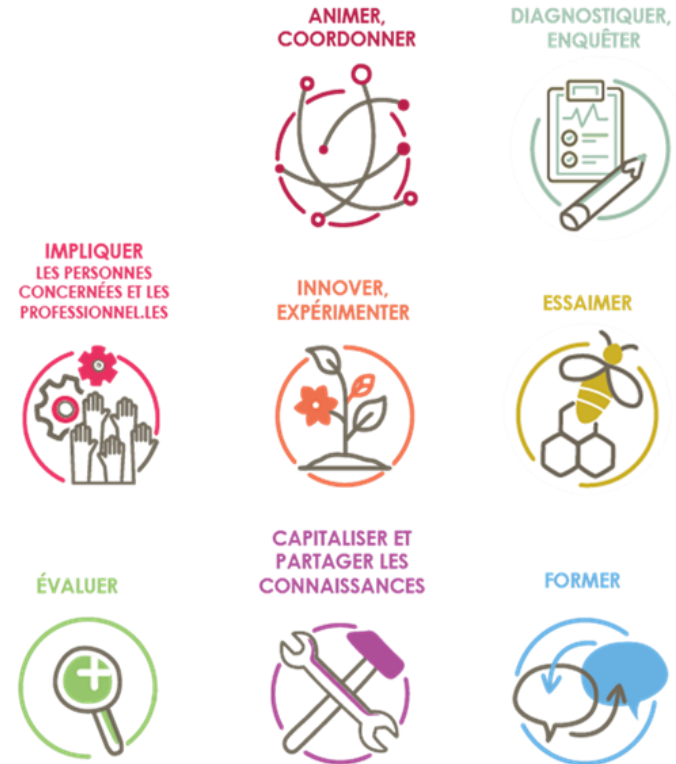 ANIMER,
COORDONNER
DIAGNOSTIQUER,
ENQUÊTER
IMPLIQUER
LES PERSONNES
CONCERNÉES ET LES
PROFESSIONNEL.LES
INNOVER,
EXPÉRIMENTER
ESSAIMER
ÉVALUER
CAPITALISER ET
PARTAGER LES
CONNAISSANCES
FORMER